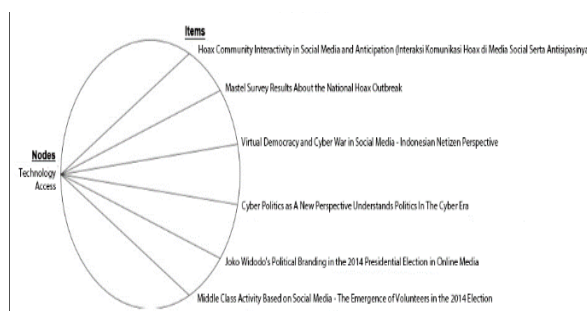 Items
Hoax Community Interactivity in Social Media and Anticipation (Interaksi Komunikasi Hoax di Media Social Serta Antisipasinya
Mastel Survey Results About the National Hoax Outbreak
Virtual Democracy and Cyber War in Social Media - Indonesian Netizen Perspective
Nodes
Technology
Access
Cyber Politics as A New Perspective Understands Politics In The Cyber Era
Joko Widodo's Political Branding in the 2014 Presidential Election in Online Media
Middle Class Activity Based on Social Media - The Emergence of Volunteers in the 2014 Election